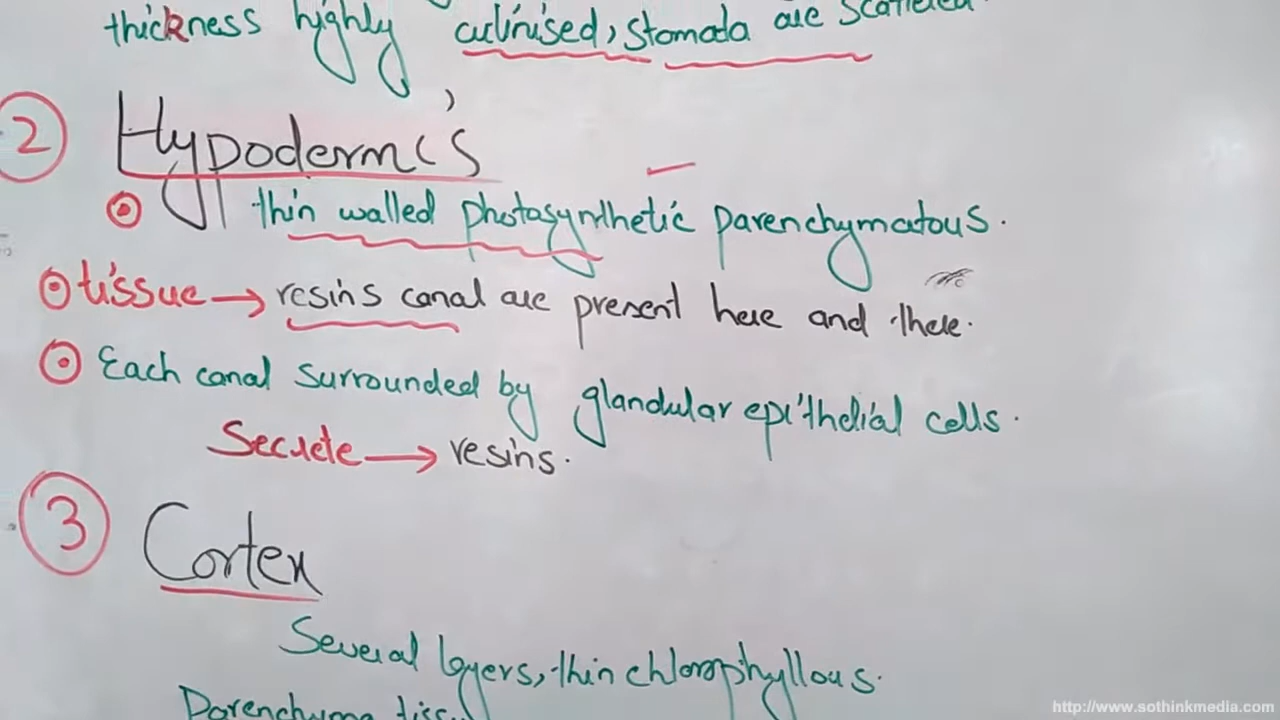 thickness highly cutinised, stomata are scattered.
② Hypodermis
thin walled photosynthetic parenchymatous.
tissue → resins canal are present here and there.
Each canal surrounded by glandular epithelial cells.
Secrete → resins.
③ Cortex
Several layers, thin chlorophyllous.
Parenchyma tissu
http://www.sothinkmedia.com